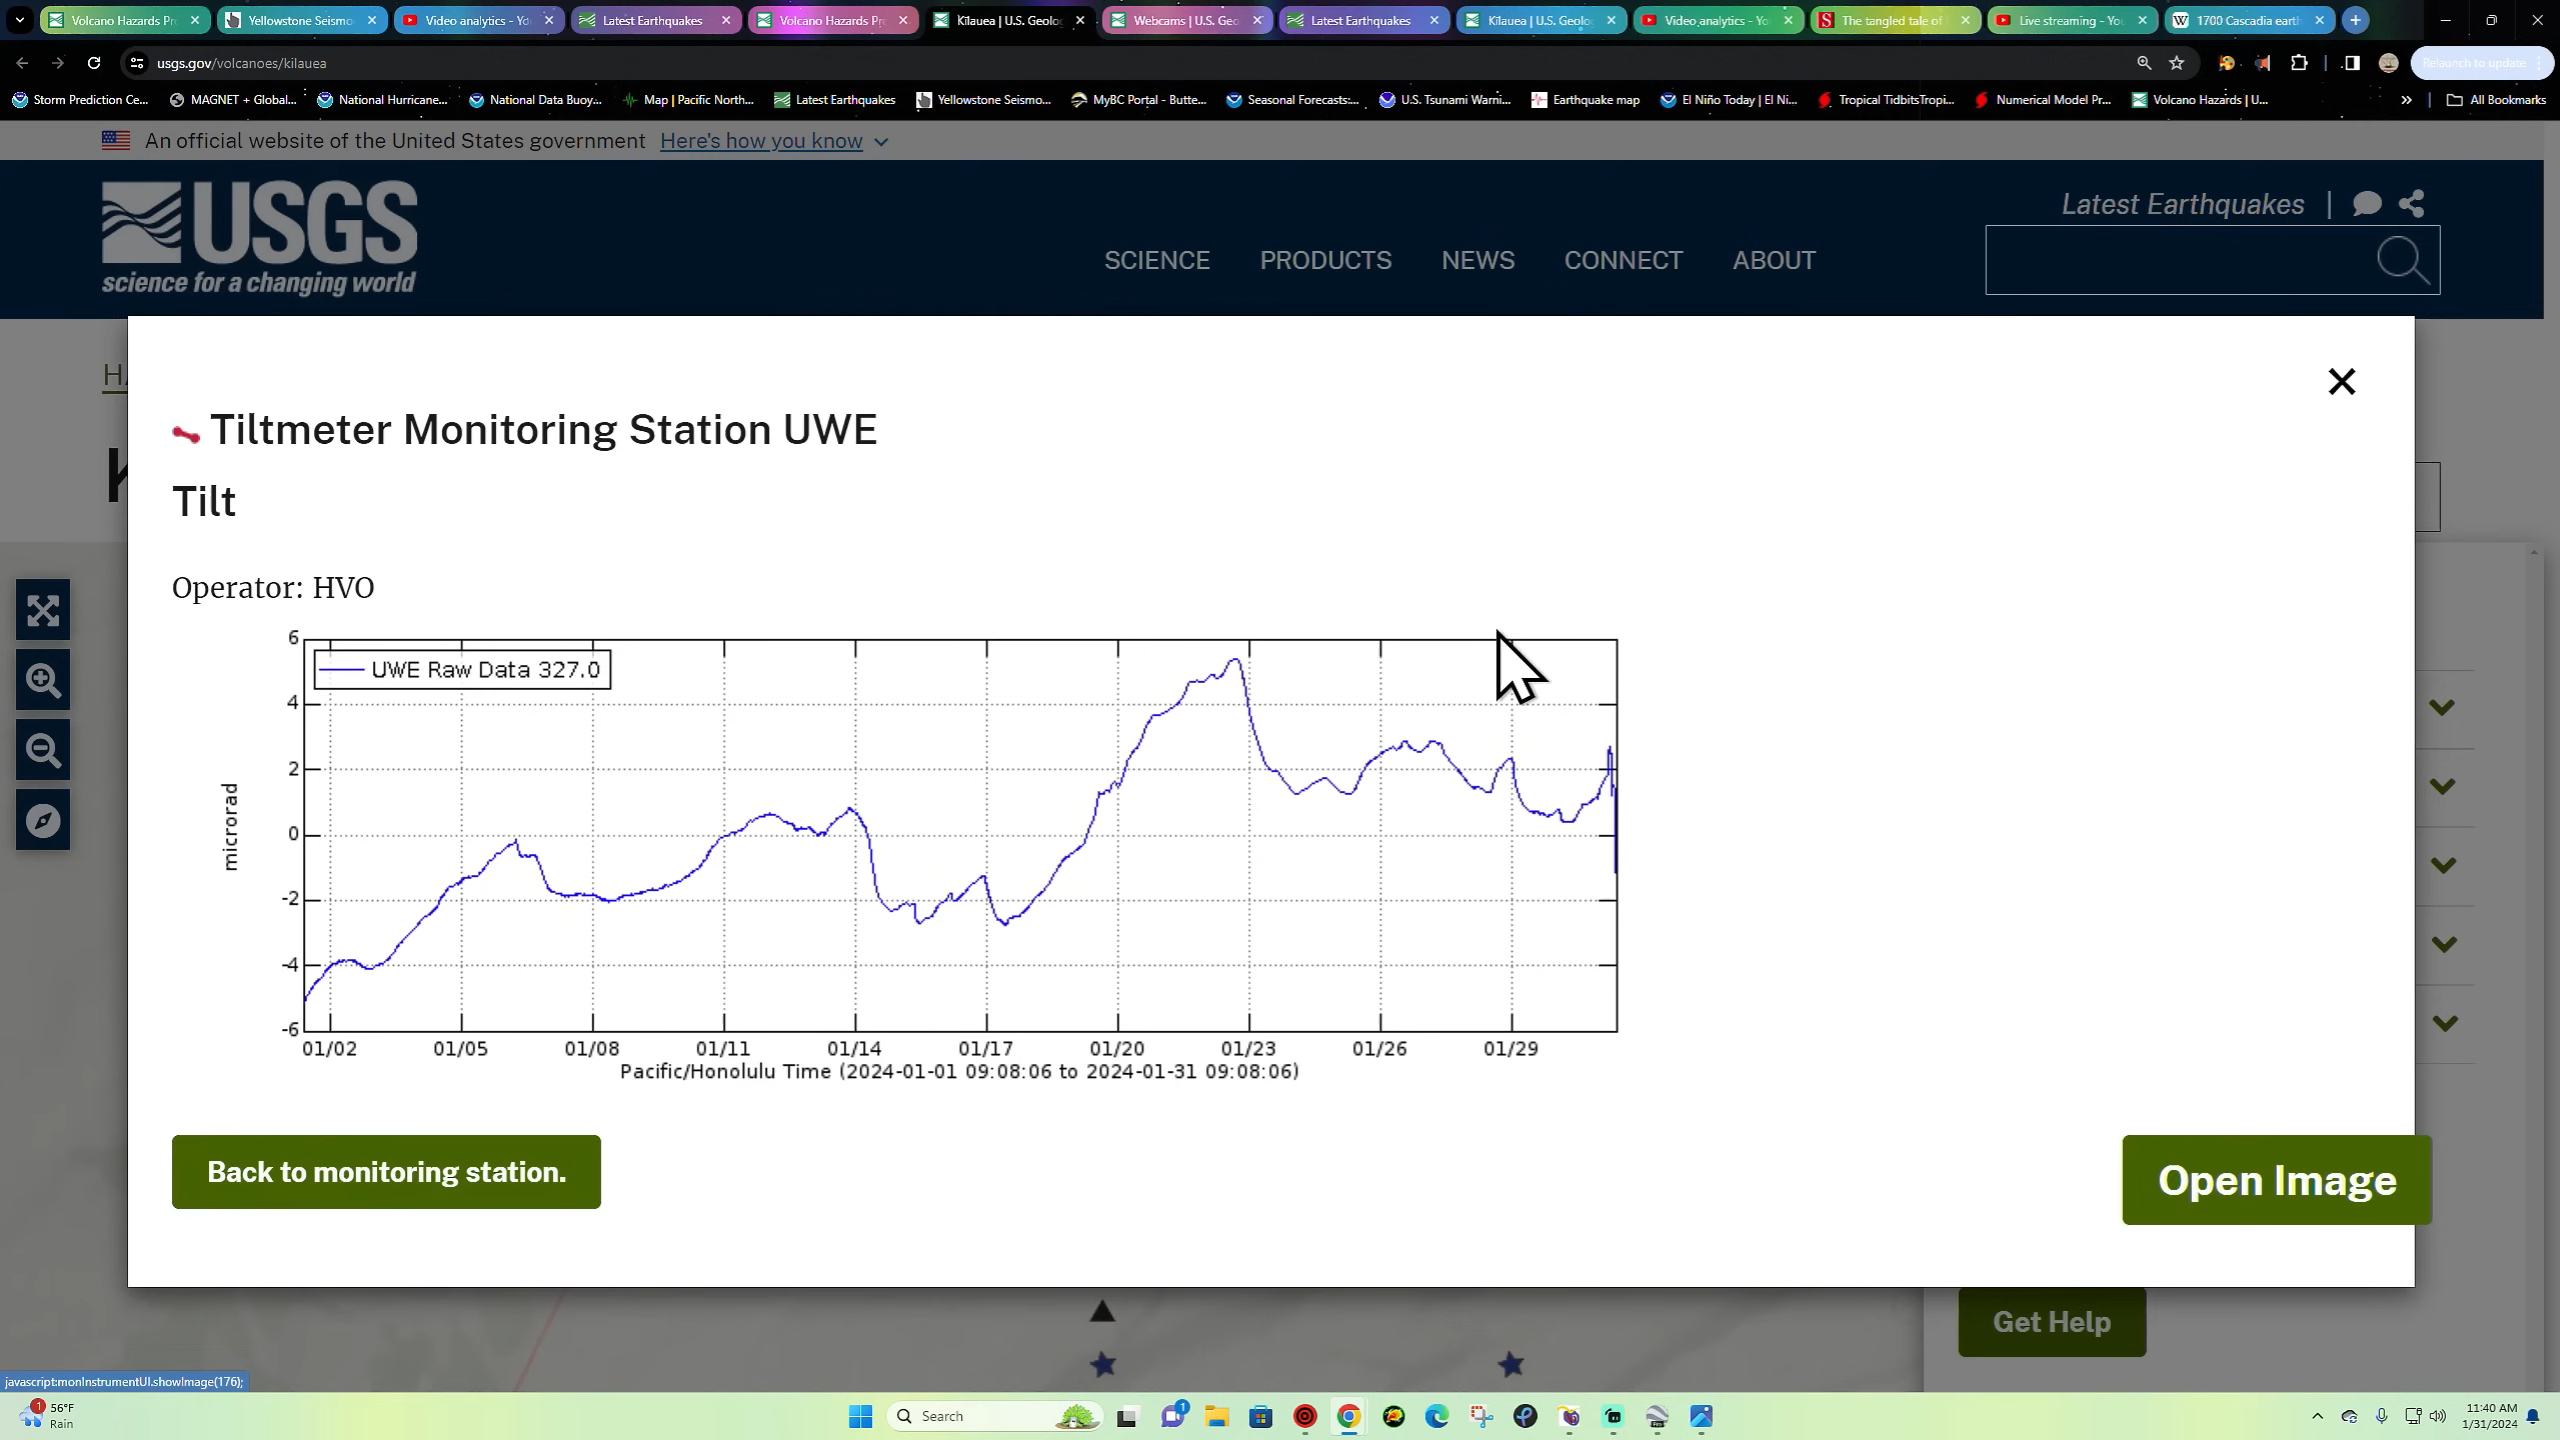 Volcano Hazards Pr
Yellowstone Seismo
Video analytics - Yo
Latest Earthquakes
Volcano Hazards Pr
Kilauea | U.S. Geolo
Webcams | U.S. Geo
Latest Earthquakes
Kilauea | U.S. Geolo
Video analytics - Yo
The tangled tale of
Live streaming - You
1700 Cascadia earth
usgs.gov/volcanoes/kilauea
Relaunch to update
Storm Prediction Ce...
MAGNET + Global...
National Hurricane...
National Data Buoy...
Map | Pacific North...
Latest Earthquakes
Yellowstone Seismo...
MyBC Portal - Butte...
Seasonal Forecasts:...
U.S. Tsunami Warni...
Earthquake map
El Niño Today | El Ni...
Tropical TidbitsTropi...
Numerical Model Pr...
Volcano Hazards | U...
All Bookmarks
An official website of the United States government Here's how you know
USGS
science for a changing world
Latest Earthquakes
SCIENCE PRODUCTS NEWS CONNECT ABOUT
Tiltmeter Monitoring Station UWE
Tilt
Operator: HVO
UWE Raw Data 327.0
6
4
2
0
-2
-4
-6
microrad
01/02 01/05 01/08 01/11 01/14 01/17 01/20 01/23 01/26 01/29
Pacific/Honolulu Time (2024-01-01 09:08:06 to 2024-01-31 09:08:06)
Back to monitoring station.
Open Image
Get Help
javascript:monInstrumentUI.showImage(176);
1
56°F
Rain
Search
1
11:40 AM
1/31/2024